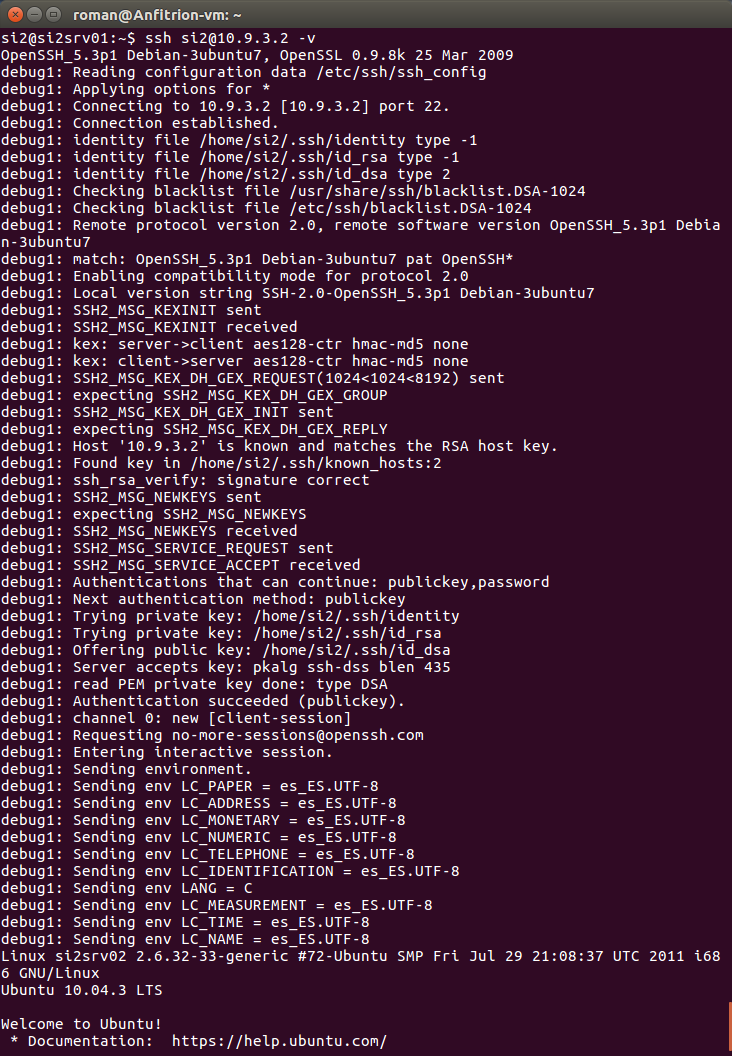 roman@Anfitrion-vm: ~
si2@si2srv01:~$ ssh si2@10.9.3.2 -v
OpenSSH_5.3p1 Debian-3ubuntu7, OpenSSL 0.9.8k 25 Mar 2009
debug1: Reading configuration data /etc/ssh/ssh_config
debug1: Applying options for *
debug1: Connecting to 10.9.3.2 [10.9.3.2] port 22.
debug1: Connection established.
debug1: identity file /home/si2/.ssh/identity type -1
debug1: identity file /home/si2/.ssh/id_rsa type -1
debug1: identity file /home/si2/.ssh/id_dsa type 2
debug1: Checking blacklist file /usr/share/ssh/blacklist.DSA-1024
debug1: Checking blacklist file /etc/ssh/blacklist.DSA-1024
debug1: Remote protocol version 2.0, remote software version OpenSSH_5.3p1 Debia
n-3ubuntu7
debug1: match: OpenSSH_5.3p1 Debian-3ubuntu7 pat OpenSSH*
debug1: Enabling compatibility mode for protocol 2.0
debug1: Local version string SSH-2.0-OpenSSH_5.3p1 Debian-3ubuntu7
debug1: SSH2_MSG_KEXINIT sent
debug1: SSH2_MSG_KEXINIT received
debug1: kex: server->client aes128-ctr hmac-md5 none
debug1: kex: client->server aes128-ctr hmac-md5 none
debug1: SSH2_MSG_KEX_DH_GEX_REQUEST(1024<1024<8192) sent
debug1: expecting SSH2_MSG_KEX_DH_GEX_GROUP
debug1: SSH2_MSG_KEX_DH_GEX_INIT sent
debug1: expecting SSH2_MSG_KEX_DH_GEX_REPLY
debug1: Host '10.9.3.2' is known and matches the RSA host key.
debug1: Found key in /home/si2/.ssh/known_hosts:2
debug1: ssh_rsa_verify: signature correct
debug1: SSH2_MSG_NEWKEYS sent
debug1: expecting SSH2_MSG_NEWKEYS
debug1: SSH2_MSG_NEWKEYS received
debug1: SSH2_MSG_SERVICE_REQUEST sent
debug1: SSH2_MSG_SERVICE_ACCEPT received
debug1: Authentications that can continue: publickey,password
debug1: Next authentication method: publickey
debug1: Trying private key: /home/si2/.ssh/identity
debug1: Trying private key: /home/si2/.ssh/id_rsa
debug1: Offering public key: /home/si2/.ssh/id_dsa
debug1: Server accepts key: pkalg ssh-dss blen 435
debug1: read PEM private key done: type DSA
debug1: Authentication succeeded (publickey).
debug1: channel 0: new [client-session]
debug1: Requesting no-more-sessions@openssh.com
debug1: Entering interactive session.
debug1: Sending environment.
debug1: Sending env LC_PAPER = es_ES.UTF-8
debug1: Sending env LC_ADDRESS = es_ES.UTF-8
debug1: Sending env LC_MONETARY = es_ES.UTF-8
debug1: Sending env LC_NUMERIC = es_ES.UTF-8
debug1: Sending env LC_TELEPHONE = es_ES.UTF-8
debug1: Sending env LC_IDENTIFICATION = es_ES.UTF-8
debug1: Sending env LANG = C
debug1: Sending env LC_MEASUREMENT = es_ES.UTF-8
debug1: Sending env LC_TIME = es_ES.UTF-8
debug1: Sending env LC_NAME = es_ES.UTF-8
Linux si2srv02 2.6.32-33-generic #72-Ubuntu SMP Fri Jul 29 21:08:37 UTC 2011 i68
6 GNU/Linux
Ubuntu 10.04.3 LTS
Welcome to Ubuntu!
* Documentation:  https://help.ubuntu.com/